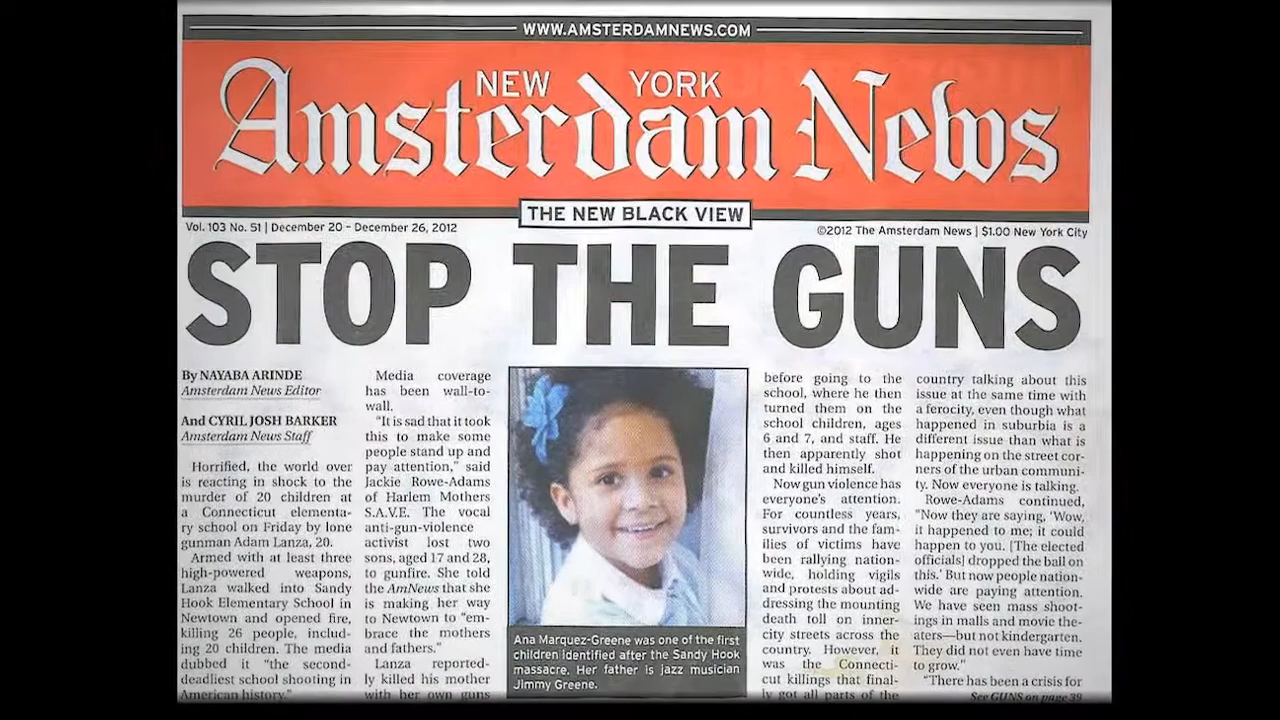 WWW.AMSTERDAMNEWS.COM
NEW YORK
Amsterdam News
THE NEW BLACK VIEW
Vol. 103 No. 51 | December 20 – December 26, 2012
©2012 The Amsterdam News | $1.00 New York City
STOP THE GUNS
By NAYABA ARINDE
Amsterdam News Editor
And CYRIL JOSH BARKER
Amsterdam News Staff
Horrified, the world over
is reacting in shock to the
murder of 20 children at
a Connecticut elementa-
ry school on Friday by lone
gunman Adam Lanza, 20.
Armed with at least three
high-powered weapons,
Lanza walked into Sandy
Hook Elementary School in
Newtown and opened fire,
killing 26 people, includ-
ing 20 children. The media
dubbed it "the second-
deadliest school shooting in
American history."
Media coverage
has been wall-to-
wall.
"It is sad that it took
this to make some
people stand up and
pay attention," said
Jackie Rowe-Adams
of Harlem Mothers
S.A.V.E. The vocal
anti-gun-violence
activist lost two
sons, aged 17 and 28,
to gunfire. She told
the AmNews that she
is making her way
to Newtown to "em-
brace the mothers
and fathers."
Lanza reported-
ly killed his mother
with her own guns
Ana Marquez-Greene was one of the first
children identified after the Sandy Hook
massacre. Her father is jazz musician
Jimmy Greene.
before going to the
school, where he then
turned them on the
school children, ages
6 and 7, and staff. He
then apparently shot
and killed himself.
Now gun violence has
everyone's attention.
For countless years,
survivors and the fam-
ilies of victims have
been rallying nation-
wide, holding vigils
and protests about ad-
dressing the mounting
death toll on inner-
city streets across the
country. However, it
was the Connecti-
cut killings that final-
ly got all parts of the
country talking about this
issue at the same time with
a ferocity, even though what
happened in suburbia is a
different issue than what is
happening on the street cor-
ners of the urban communi-
ty. Now everyone is talking.
Rowe-Adams continued,
"Now they are saying, 'Wow,
it happened to me; it could
happen to you. [The elected
officials] dropped the ball on
this.' But now people nation-
wide are paying attention.
We have seen mass shoot-
ings in malls and movie the-
aters—but not kindergarten.
They did not even have time
to grow."
"There has been a crisis for
See GUNS on page 39